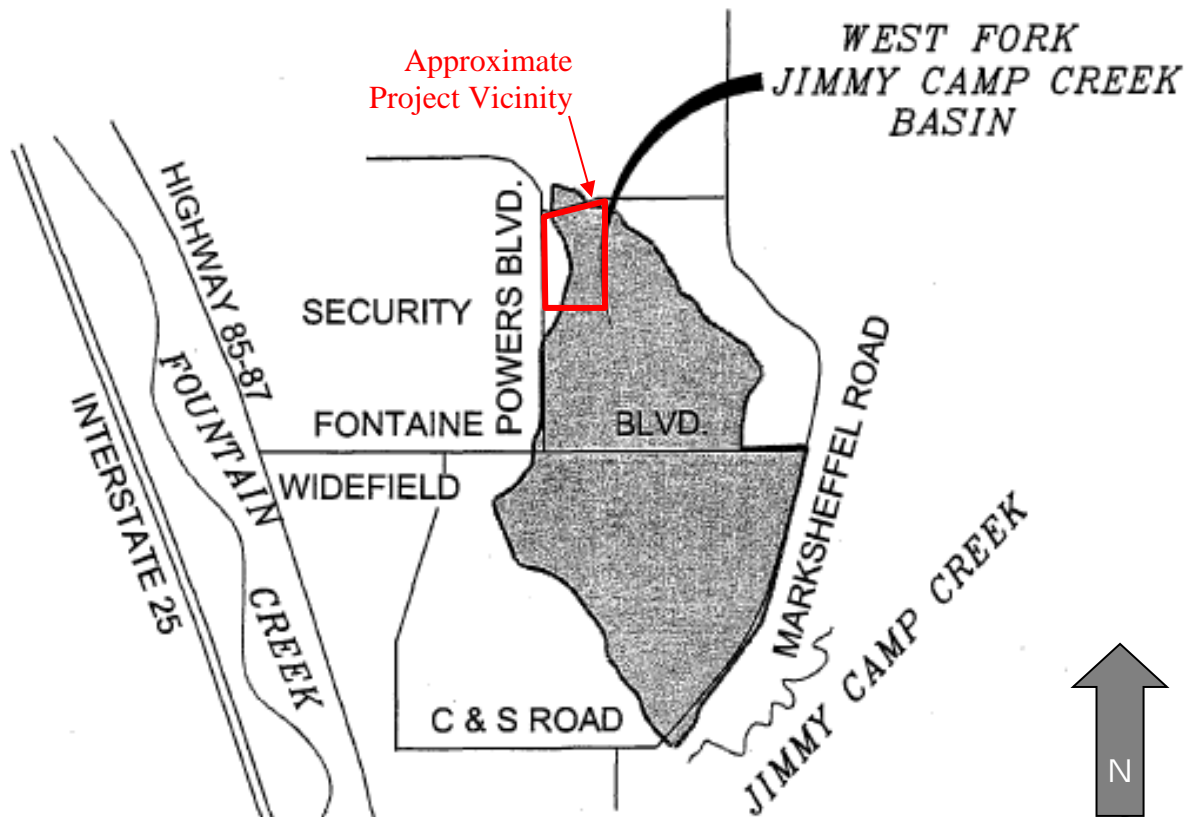 WEST FORK
JIMMY CAMP CREEK
BASIN
Approximate
Project Vicinity
HIGHWAY 85-87
POWERS BLVD.
SECURITY
FOUNTAIN
CREEK
INTERSTATE 25
FONTAINE
BLVD.
WIDEFIELD
MARKSHEFFEL ROAD
JIMMY CAMP CREEK
C & S ROAD
N